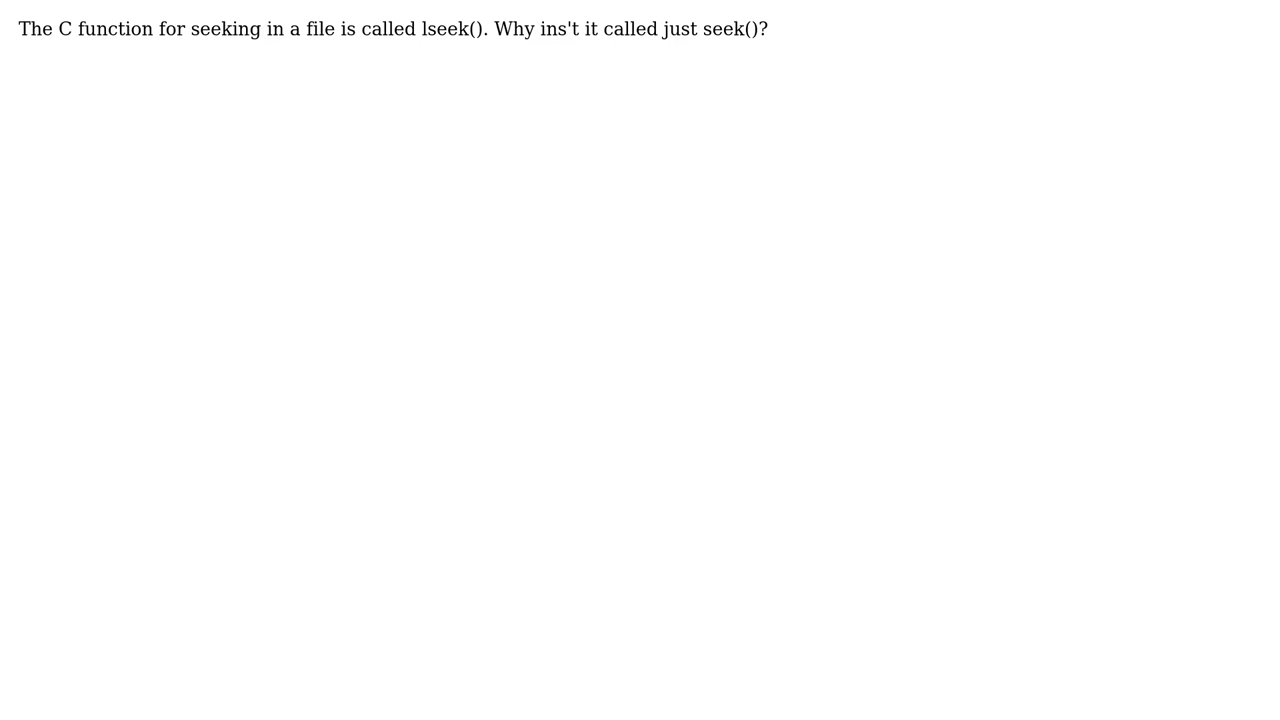 The C function for seeking in a file is called lseek(). Why ins't it called just seek()?